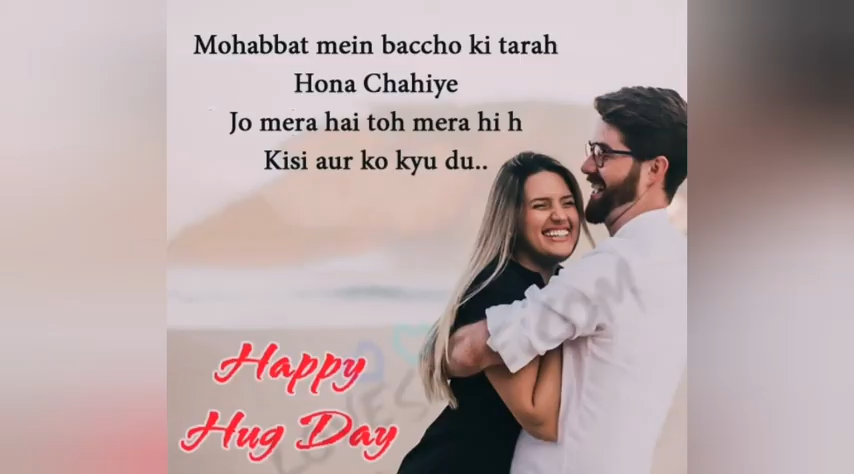 Mohabbat mein baccho ki tarah
Hona Chahiye
Jo mera hai toh mera hi h
Kisi aur ko kyu du..
Happy
Hug Day